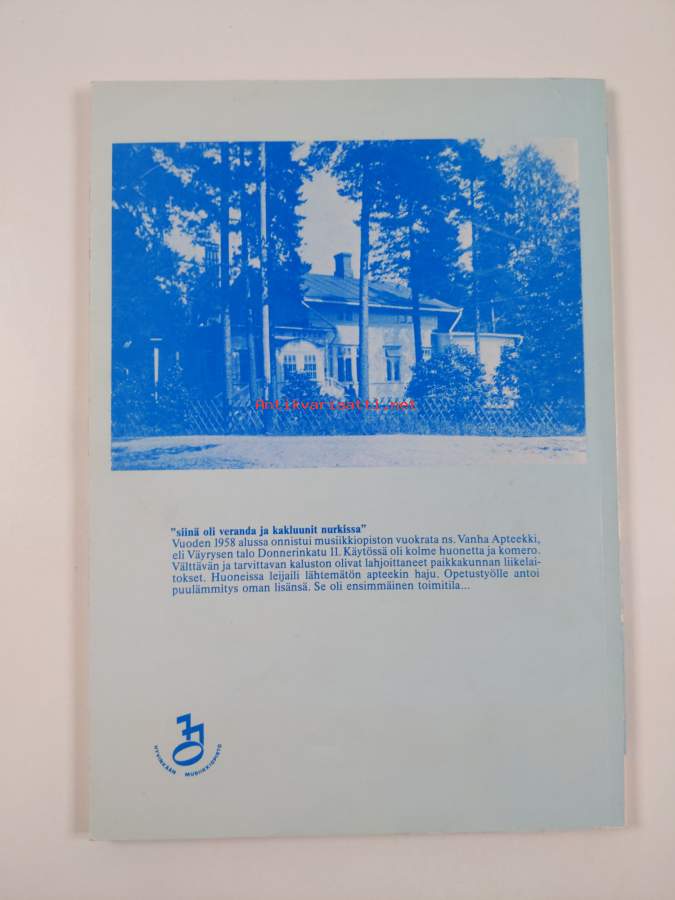 Antikvariaatti.net
"siinä oli veranda ja kakluunit nurkissa"
Vuoden 1958 alussa onnistui musiikkiopiston vuokrata ns. Vanha Apteekki,
eli Väyrysen talo Donnerinkatu 11. Käytössä oli kolme huonetta ja komero.
Välttävän ja tarvittavan kaluston olivat lahjoittaneet paikkakunnan liikelai-
tokset. Huoneissa leijaili lähtemätön apteekin haju. Opetustyölle antoi
puulämmitys oman lisänsä. Se oli ensimmäinen toimitila...
HYVINKÄÄN MUSIIKKIOPISTO